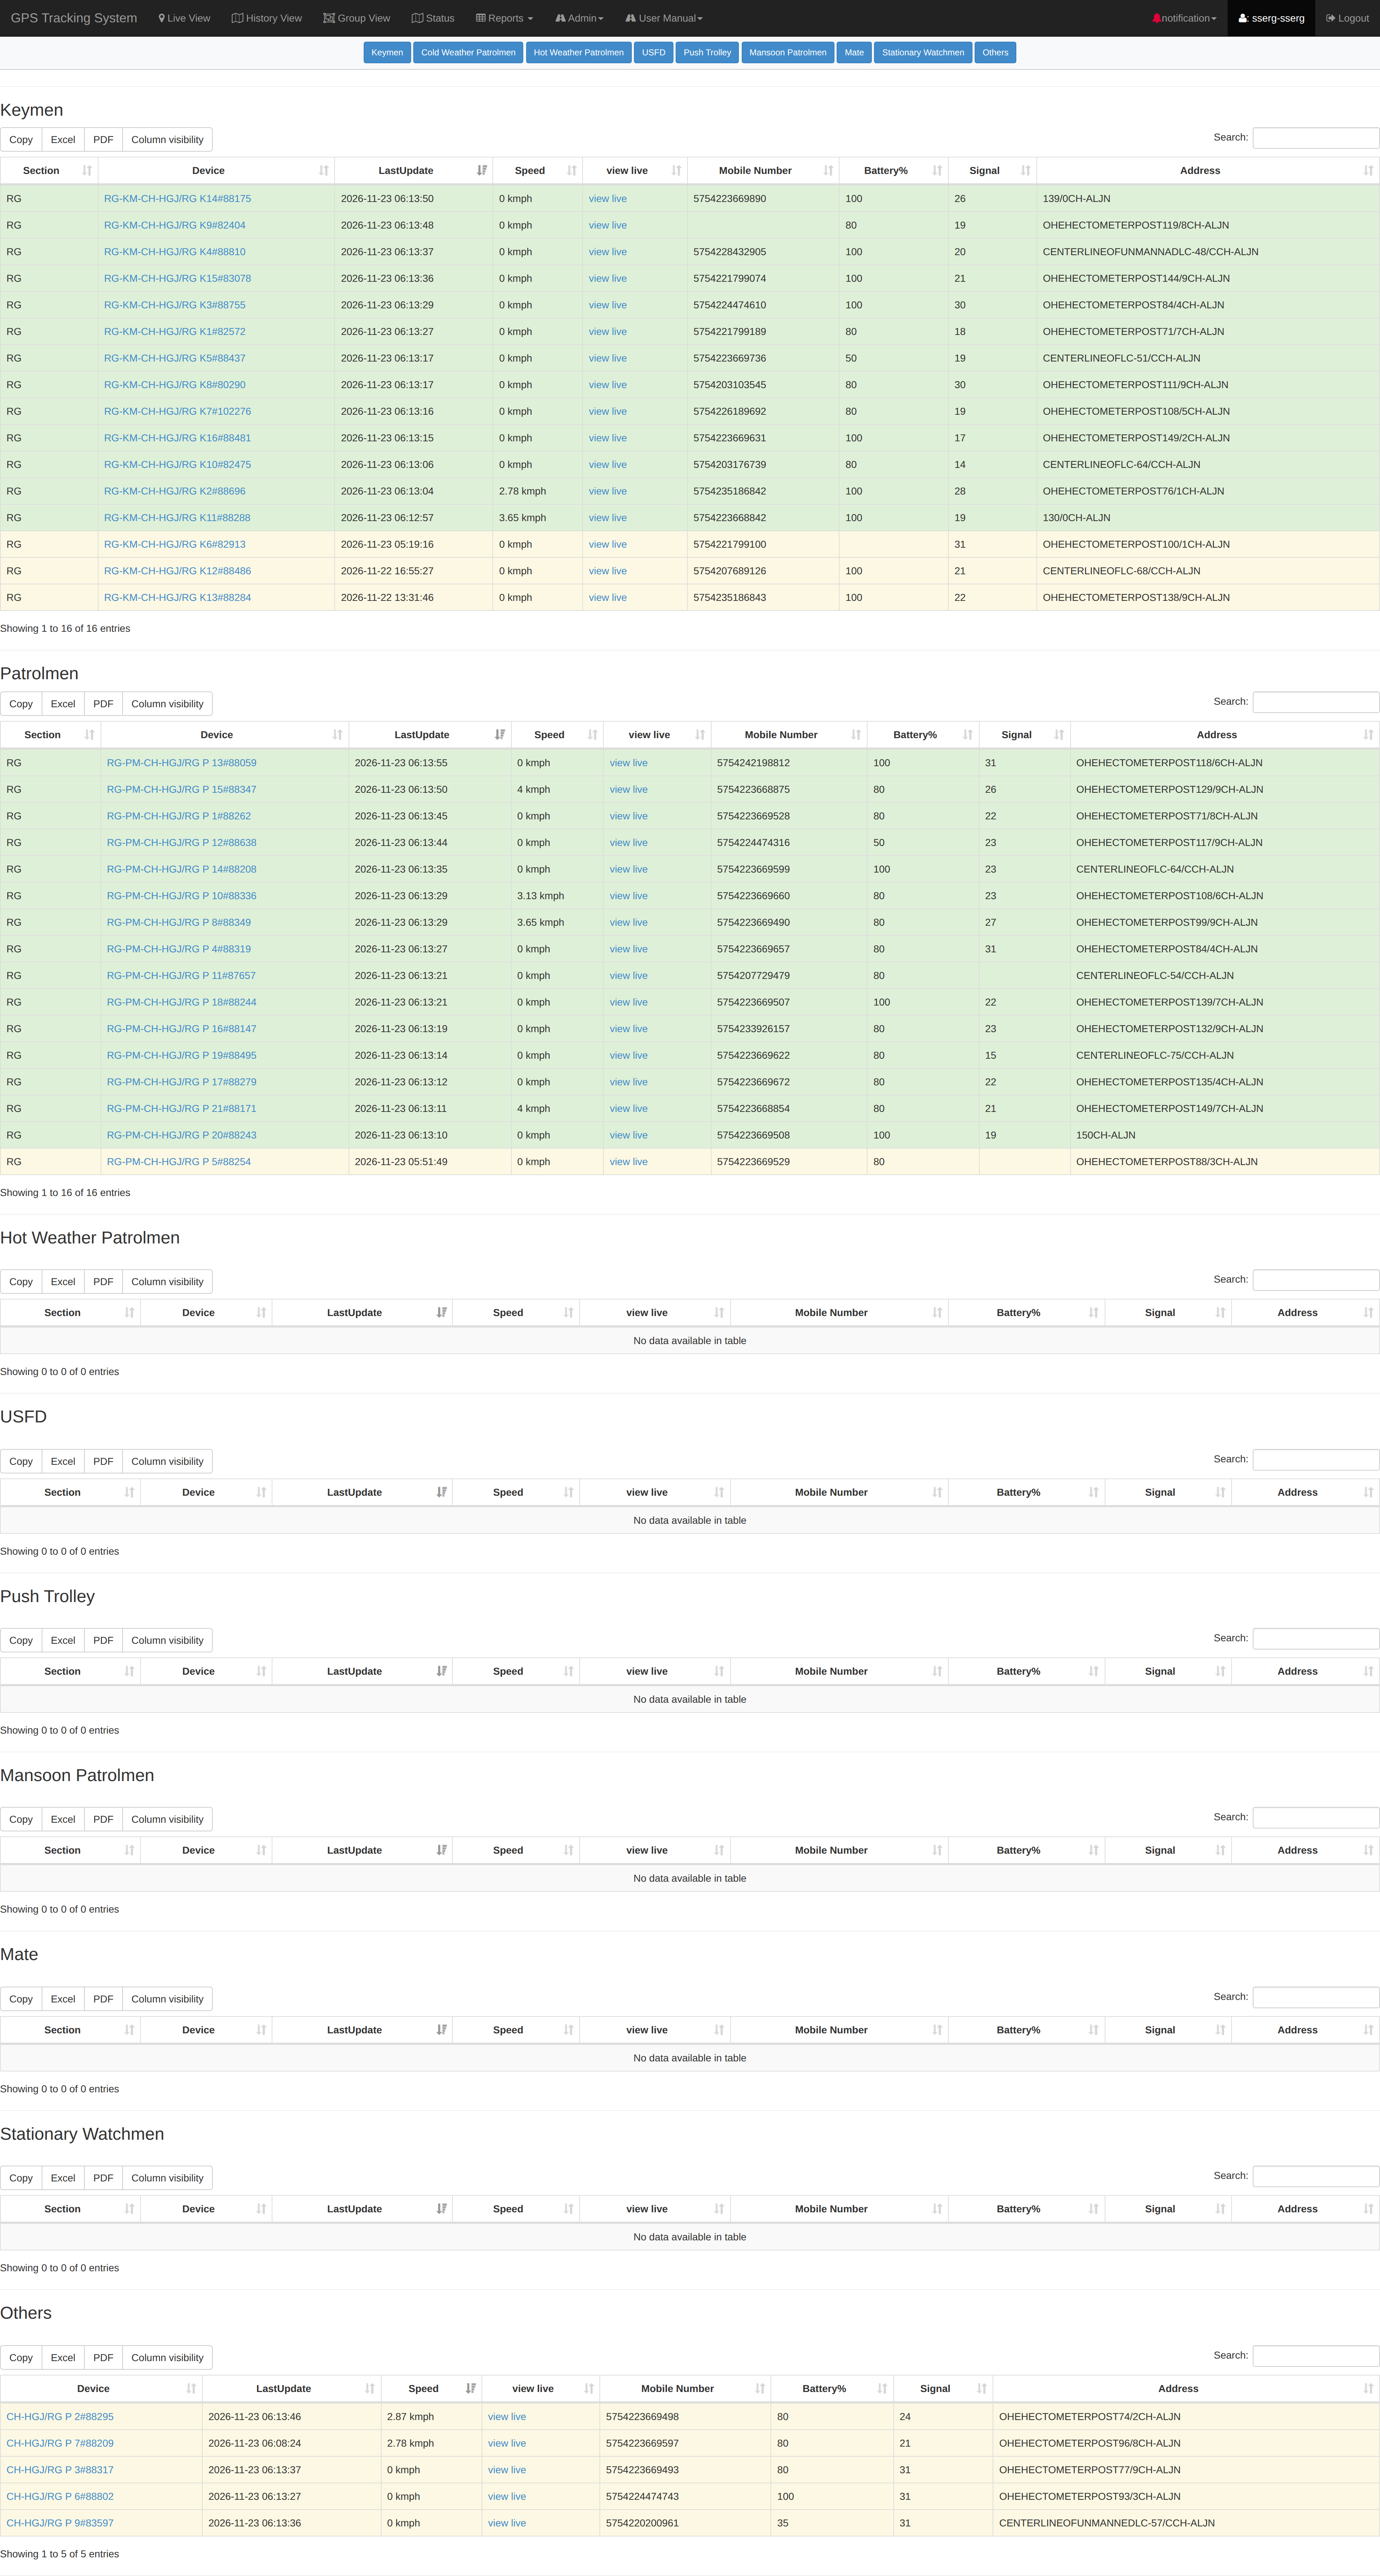 GPS Tracking System Live View History View Group View Status Reports Admin User Manual notification : sserg-sserg Logout
Keymen Cold Weather Patrolmen Hot Weather Patrolmen USFD Push Trolley Mansoon Patrolmen Mate Stationary Watchmen Others
Keymen
Copy Excel PDF Column visibility Search:
Section Device LastUpdate Speed view live Mobile Number Battery% Signal Address
RG RG-KM-CH-HGJ/RG K14#88175 2026-11-23 06:13:50 0 kmph view live 5754223669890 100 26 139/0CH-ALJN
RG RG-KM-CH-HGJ/RG K9#82404 2026-11-23 06:13:48 0 kmph view live 80 19 OHEHECTOMETERPOST119/8CH-ALJN
RG RG-KM-CH-HGJ/RG K4#88810 2026-11-23 06:13:37 0 kmph view live 5754228432905 100 20 CENTERLINEOFUNMANNADLC-48/CCH-ALJN
RG RG-KM-CH-HGJ/RG K15#83078 2026-11-23 06:13:36 0 kmph view live 5754221799074 100 21 OHEHECTOMETERPOST144/9CH-ALJN
RG RG-KM-CH-HGJ/RG K3#88755 2026-11-23 06:13:29 0 kmph view live 5754224474610 100 30 OHEHECTOMETERPOST84/4CH-ALJN
RG RG-KM-CH-HGJ/RG K1#82572 2026-11-23 06:13:27 0 kmph view live 5754221799189 80 18 OHEHECTOMETERPOST71/7CH-ALJN
RG RG-KM-CH-HGJ/RG K5#88437 2026-11-23 06:13:17 0 kmph view live 5754223669736 50 19 CENTERLINEOFLC-51/CCH-ALJN
RG RG-KM-CH-HGJ/RG K8#80290 2026-11-23 06:13:17 0 kmph view live 5754203103545 80 30 OHEHECTOMETERPOST111/9CH-ALJN
RG RG-KM-CH-HGJ/RG K7#102276 2026-11-23 06:13:16 0 kmph view live 5754226189692 80 19 OHEHECTOMETERPOST108/5CH-ALJN
RG RG-KM-CH-HGJ/RG K16#88481 2026-11-23 06:13:15 0 kmph view live 5754223669631 100 17 OHEHECTOMETERPOST149/2CH-ALJN
RG RG-KM-CH-HGJ/RG K10#82475 2026-11-23 06:13:06 0 kmph view live 5754203176739 80 14 CENTERLINEOFLC-64/CCH-ALJN
RG RG-KM-CH-HGJ/RG K2#88696 2026-11-23 06:13:04 2.78 kmph view live 5754235186842 100 28 OHEHECTOMETERPOST76/1CH-ALJN
RG RG-KM-CH-HGJ/RG K11#88288 2026-11-23 06:12:57 3.65 kmph view live 5754223668842 100 19 130/0CH-ALJN
RG RG-KM-CH-HGJ/RG K6#82913 2026-11-23 05:19:16 0 kmph view live 5754221799100 31 OHEHECTOMETERPOST100/1CH-ALJN
RG RG-KM-CH-HGJ/RG K12#88486 2026-11-22 16:55:27 0 kmph view live 5754207689126 100 21 CENTERLINEOFLC-68/CCH-ALJN
RG RG-KM-CH-HGJ/RG K13#88284 2026-11-22 13:31:46 0 kmph view live 5754235186843 100 22 OHEHECTOMETERPOST138/9CH-ALJN
Showing 1 to 16 of 16 entries
Patrolmen
Copy Excel PDF Column visibility Search:
Section Device LastUpdate Speed view live Mobile Number Battery% Signal Address
RG RG-PM-CH-HGJ/RG P 13#88059 2026-11-23 06:13:55 0 kmph view live 5754242198812 100 31 OHEHECTOMETERPOST118/6CH-ALJN
RG RG-PM-CH-HGJ/RG P 15#88347 2026-11-23 06:13:50 4 kmph view live 5754223668875 80 26 OHEHECTOMETERPOST129/9CH-ALJN
RG RG-PM-CH-HGJ/RG P 1#88262 2026-11-23 06:13:45 0 kmph view live 5754223669528 80 22 OHEHECTOMETERPOST71/8CH-ALJN
RG RG-PM-CH-HGJ/RG P 12#88638 2026-11-23 06:13:44 0 kmph view live 5754224474316 50 23 OHEHECTOMETERPOST117/9CH-ALJN
RG RG-PM-CH-HGJ/RG P 14#88208 2026-11-23 06:13:35 0 kmph view live 5754223669599 100 23 CENTERLINEOFLC-64/CCH-ALJN
RG RG-PM-CH-HGJ/RG P 10#88336 2026-11-23 06:13:29 3.13 kmph view live 5754223669660 80 23 OHEHECTOMETERPOST108/6CH-ALJN
RG RG-PM-CH-HGJ/RG P 8#88349 2026-11-23 06:13:29 3.65 kmph view live 5754223669490 80 27 OHEHECTOMETERPOST99/9CH-ALJN
RG RG-PM-CH-HGJ/RG P 4#88319 2026-11-23 06:13:27 0 kmph view live 5754223669657 80 31 OHEHECTOMETERPOST84/4CH-ALJN
RG RG-PM-CH-HGJ/RG P 11#87657 2026-11-23 06:13:21 0 kmph view live 5754207729479 80 CENTERLINEOFLC-54/CCH-ALJN
RG RG-PM-CH-HGJ/RG P 18#88244 2026-11-23 06:13:21 0 kmph view live 5754223669507 100 22 OHEHECTOMETERPOST139/7CH-ALJN
RG RG-PM-CH-HGJ/RG P 16#88147 2026-11-23 06:13:19 0 kmph view live 5754233926157 80 23 OHEHECTOMETERPOST132/9CH-ALJN
RG RG-PM-CH-HGJ/RG P 19#88495 2026-11-23 06:13:14 0 kmph view live 5754223669622 80 15 CENTERLINEOFLC-75/CCH-ALJN
RG RG-PM-CH-HGJ/RG P 17#88279 2026-11-23 06:13:12 0 kmph view live 5754223669672 80 22 OHEHECTOMETERPOST135/4CH-ALJN
RG RG-PM-CH-HGJ/RG P 21#88171 2026-11-23 06:13:11 4 kmph view live 5754223668854 80 21 OHEHECTOMETERPOST149/7CH-ALJN
RG RG-PM-CH-HGJ/RG P 20#88243 2026-11-23 06:13:10 0 kmph view live 5754223669508 100 19 150CH-ALJN
RG RG-PM-CH-HGJ/RG P 5#88254 2026-11-23 05:51:49 0 kmph view live 5754223669529 80 OHEHECTOMETERPOST88/3CH-ALJN
Showing 1 to 16 of 16 entries
Hot Weather Patrolmen
Copy Excel PDF Column visibility Search:
Section Device LastUpdate Speed view live Mobile Number Battery% Signal Address
No data available in table
Showing 0 to 0 of 0 entries
USFD
Copy Excel PDF Column visibility Search:
Section Device LastUpdate Speed view live Mobile Number Battery% Signal Address
No data available in table
Showing 0 to 0 of 0 entries
Push Trolley
Copy Excel PDF Column visibility Search:
Section Device LastUpdate Speed view live Mobile Number Battery% Signal Address
No data available in table
Showing 0 to 0 of 0 entries
Mansoon Patrolmen
Copy Excel PDF Column visibility Search:
Section Device LastUpdate Speed view live Mobile Number Battery% Signal Address
No data available in table
Showing 0 to 0 of 0 entries
Mate
Copy Excel PDF Column visibility Search:
Section Device LastUpdate Speed view live Mobile Number Battery% Signal Address
No data available in table
Showing 0 to 0 of 0 entries
Stationary Watchmen
Copy Excel PDF Column visibility Search:
Section Device LastUpdate Speed view live Mobile Number Battery% Signal Address
No data available in table
Showing 0 to 0 of 0 entries
Others
Copy Excel PDF Column visibility Search:
Device LastUpdate Speed view live Mobile Number Battery% Signal Address
CH-HGJ/RG P 2#88295 2026-11-23 06:13:46 2.87 kmph view live 5754223669498 80 24 OHEHECTOMETERPOST74/2CH-ALJN
CH-HGJ/RG P 7#88209 2026-11-23 06:08:24 2.78 kmph view live 5754223669597 80 21 OHEHECTOMETERPOST96/8CH-ALJN
CH-HGJ/RG P 3#88317 2026-11-23 06:13:37 0 kmph view live 5754223669493 80 31 OHEHECTOMETERPOST77/9CH-ALJN
CH-HGJ/RG P 6#88802 2026-11-23 06:13:27 0 kmph view live 5754224474743 100 31 OHEHECTOMETERPOST93/3CH-ALJN
CH-HGJ/RG P 9#83597 2026-11-23 06:13:36 0 kmph view live 5754220200961 35 31 CENTERLINEOFUNMANNEDLC-57/CCH-ALJN
Showing 1 to 5 of 5 entries